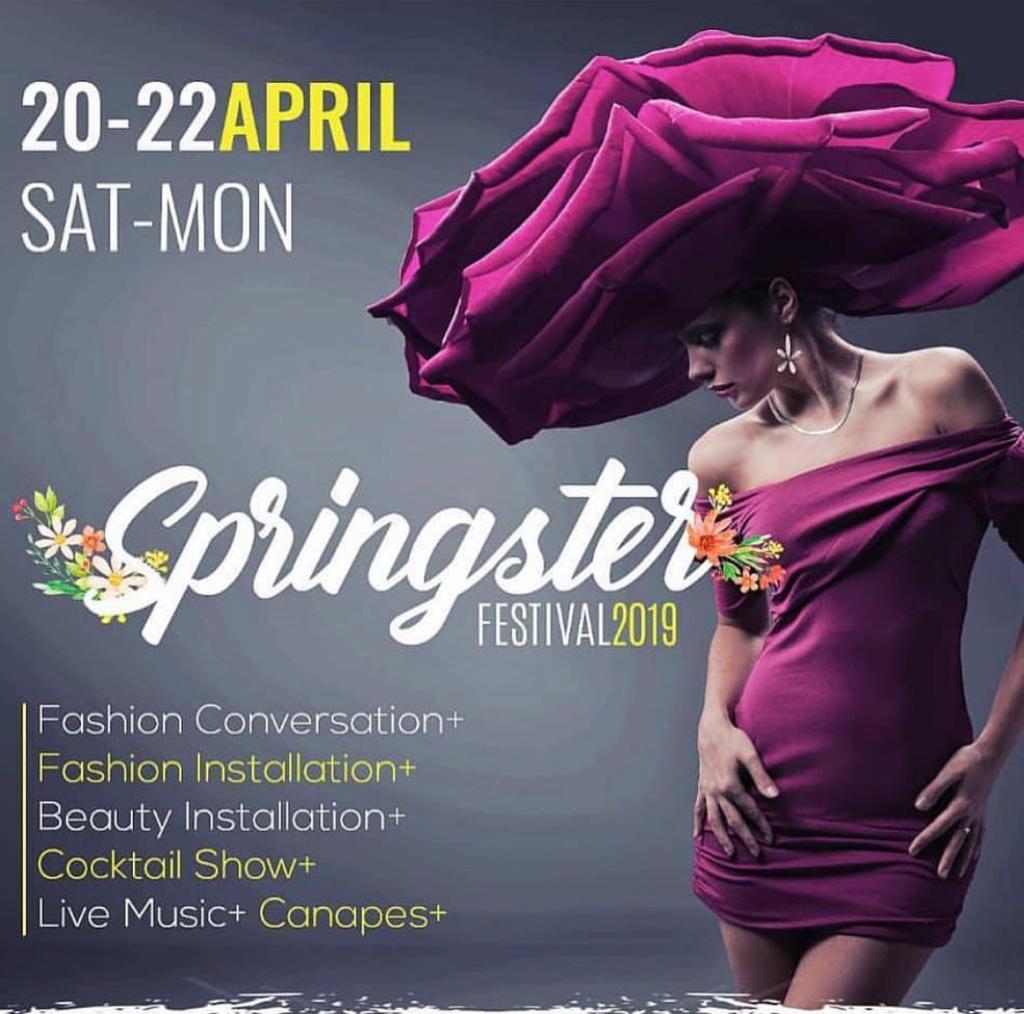 20-22APRIL
SAT-MON
Springster
FESTIVAL2019
Fashion Conversation+
Fashion Installation+
Beauty Installation+
Cocktail Show+
Live Music+ Canapes+